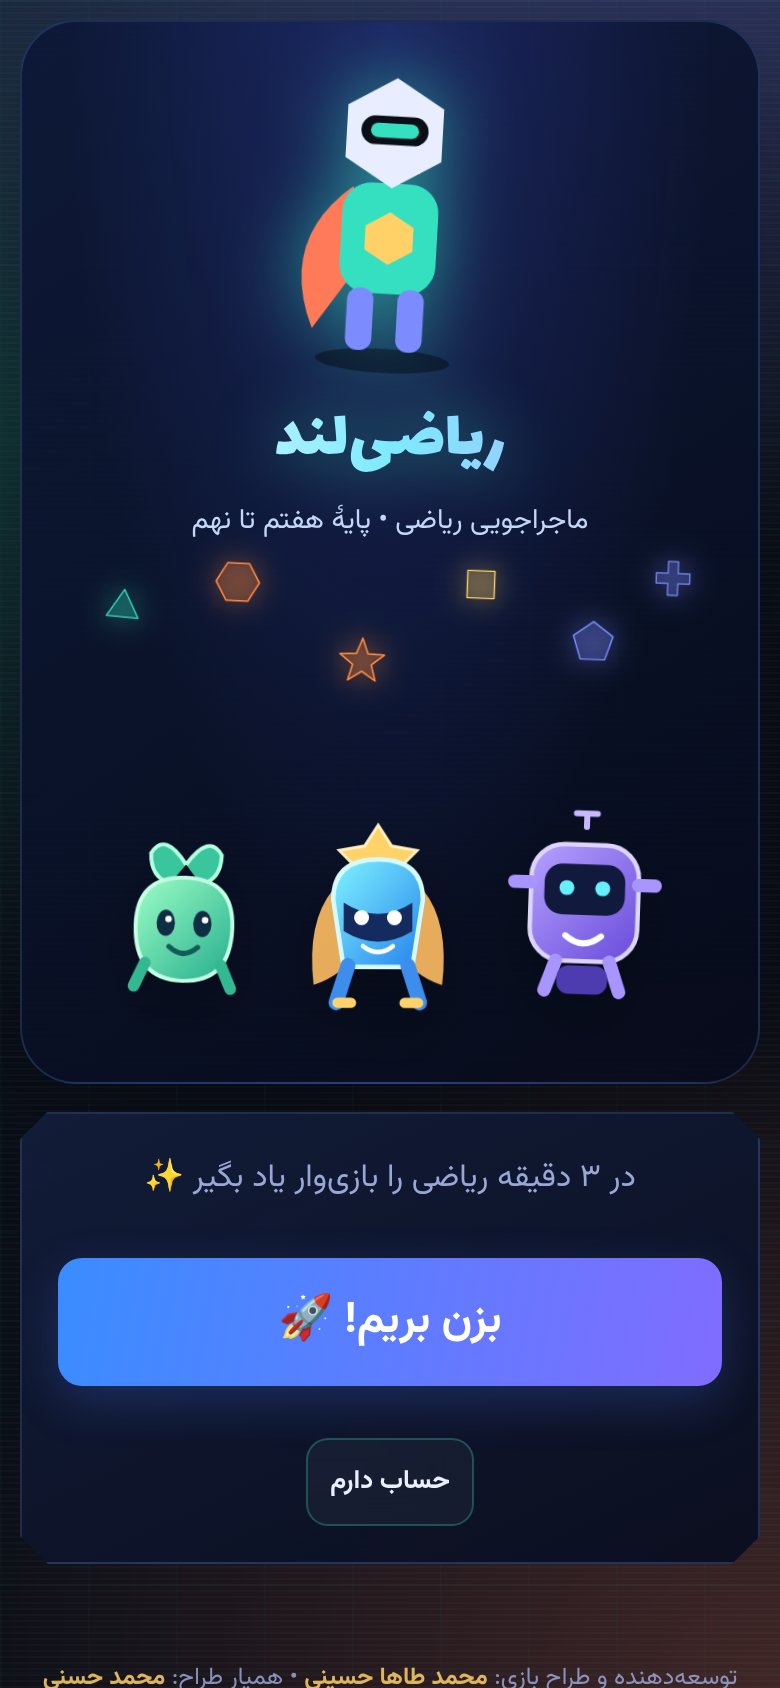 ریاضی‌لند
ماجراجویی ریاضی • پایهٔ هفتم تا نهم
در ۳ دقیقه ریاضی را بازی‌وار یاد بگیر ✨
بزن بریم! 🚀
حساب دارم
توسعه‌دهنده و طراح بازی: محمد طاها حسینی • همیار طراح: محمد حسنی